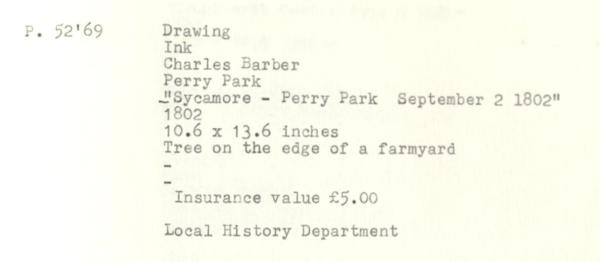 P. 52'69 Drawing
Ink
Charles Barber
Perry Park
"Sycamore - Perry Park September 2 1802"
1802
10.6 x 13.6 inches
Tree on the edge of a farmyard
-
-
Insurance value £5.00
Local History Department